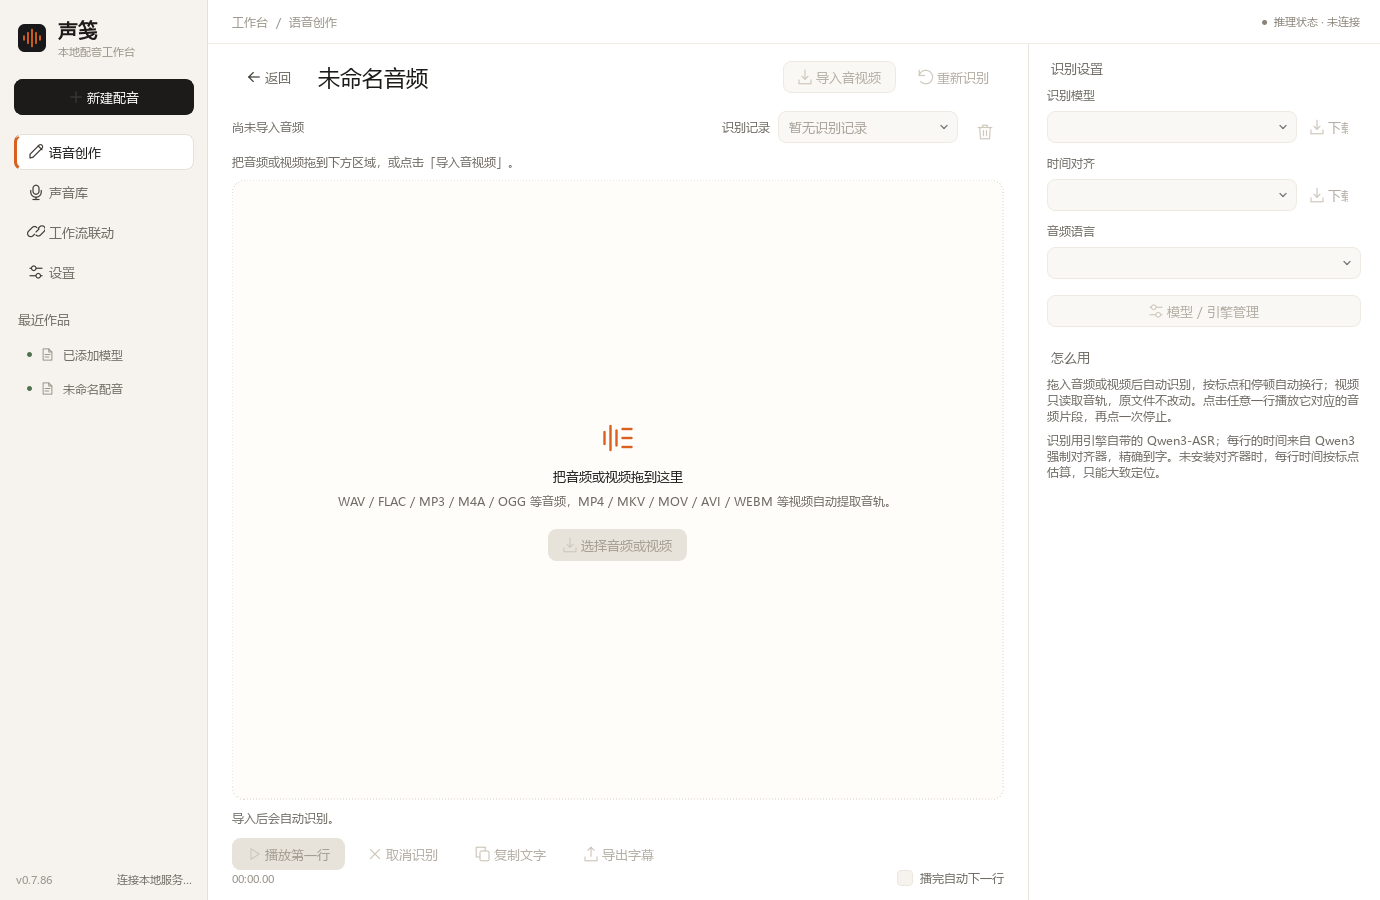 声笺
本地配音工作台
新建配音
语音创作
声音库
工作流联动
设置
最近作品
已添加模型
未命名配音
v0.7.86
连接本地服务...
工作台 / 语音创作
推理状态 · 未连接
返回
未命名音频
导入音视频
重新识别
尚未导入音频
识别记录
暂无识别记录
把音频或视频拖到下方区域，或点击「导入音视频」。
把音频或视频拖到这里
WAV / FLAC / MP3 / M4A / OGG 等音频，MP4 / MKV / MOV / AVI / WEBM 等视频自动提取音轨。
选择音频或视频
导入后会自动识别。
播放第一行
取消识别
复制文字
导出字幕
00:00.00
播完自动下一行
识别设置
识别模型
下
时间对齐
下
音频语言
模型 / 引擎管理
怎么用
拖入音频或视频后自动识别，按标点和停顿自动换行；视频
只读取音轨，原文件不改动。点击任意一行播放它对应的音
频片段，再点一次停止。
识别用引擎自带的 Qwen3-ASR；每行的时间来自 Qwen3
强制对齐器，精确到字。未安装对齐器时，每行时间按标点
估算，只能大致定位。